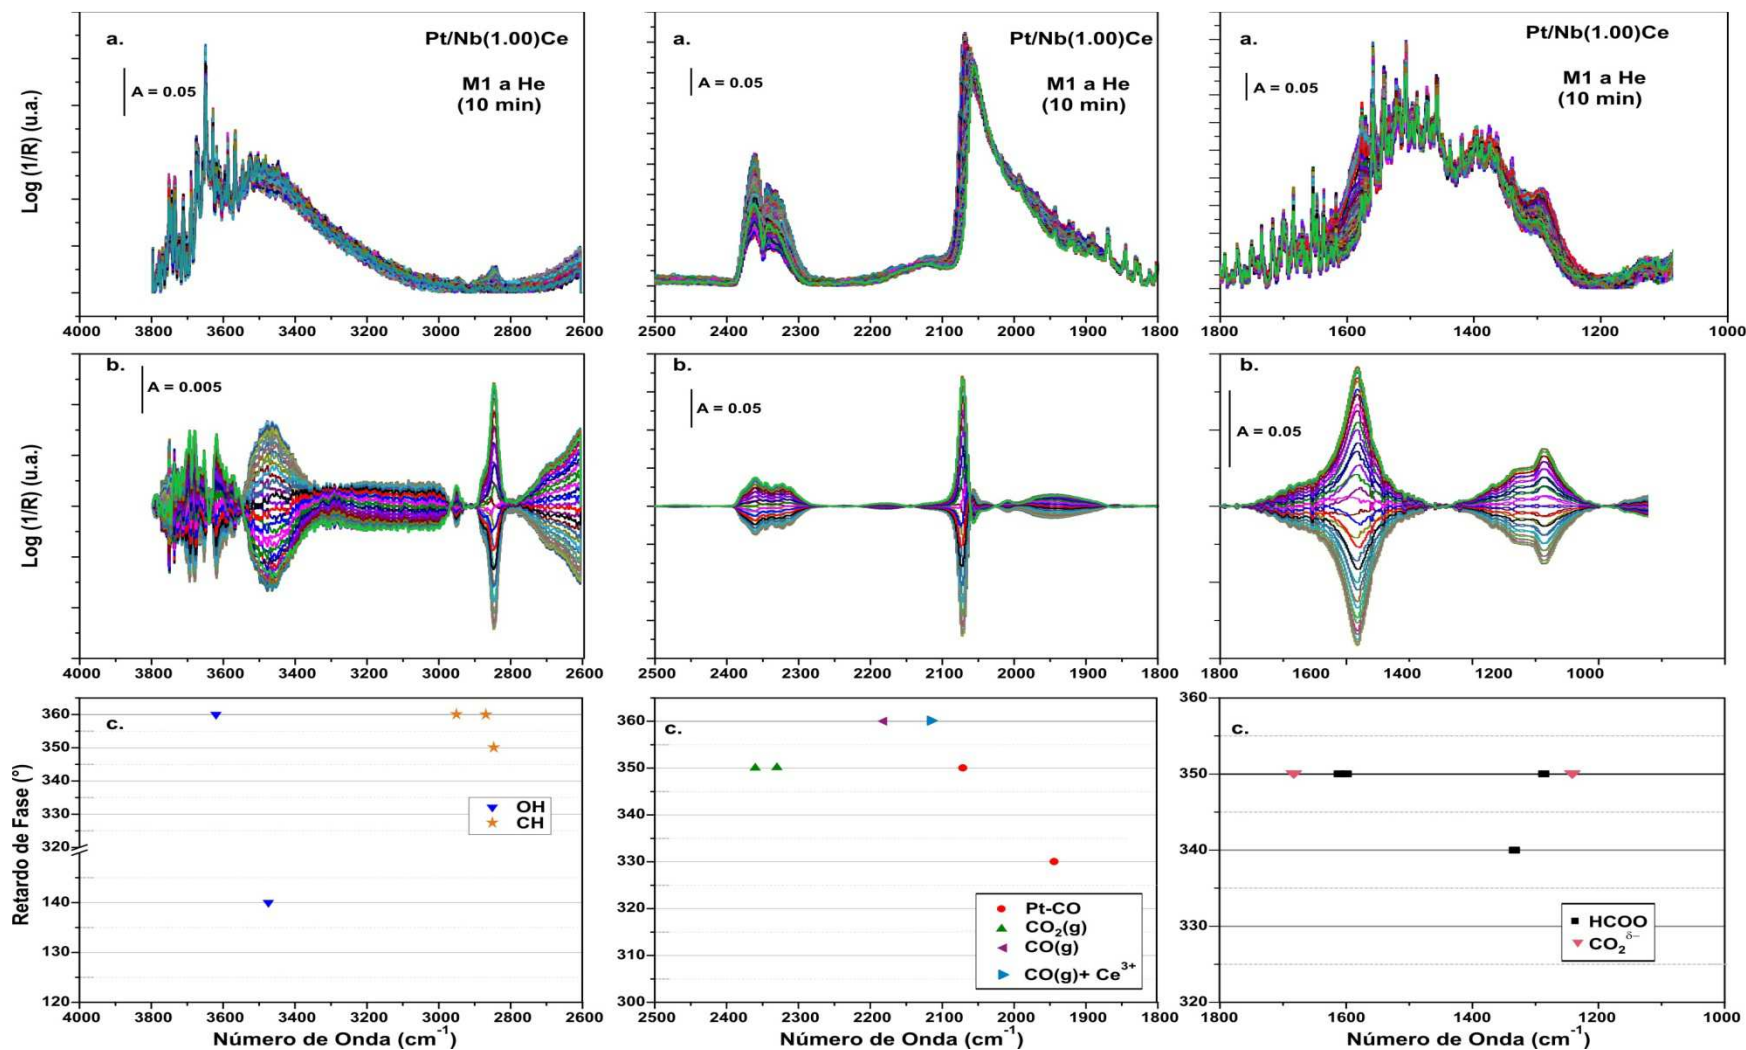 a.
Pt/Nb(1.00)Ce
A = 0.05
M1 a He
(10 min)
Log (1/R) (u.a.)
4000 3800 3600 3400 3200 3000 2800 2600
a.
Pt/Nb(1.00)Ce
A = 0.05
M1 a He
(10 min)
2500 2400 2300 2200 2100 2000 1900 1800
a.
Pt/Nb(1.00)Ce
A = 0.05
M1 a He
(10 min)
1800 1600 1400 1200 1000
b.
A = 0.005
Log (1/R) (u.a.)
4000 3800 3600 3400 3200 3000 2800 2600
b.
A = 0.05
2500 2400 2300 2200 2100 2000 1900 1800
b.
A = 0.05
1800 1600 1400 1200 1000
c.
Retardo de Fase (°)
360
350
340
330
320
140
130
120
OH
CH
4000 3800 3600 3400 3200 3000 2800 2600
Número de Onda (cm⁻¹)
c.
360
350
340
330
325
320
315
310
305
300
Pt-CO
CO₂(g)
CO(g)
CO(g)+ Ce³⁺
2500 2400 2300 2200 2100 2000 1900 1800
Número de Onda (cm⁻¹)
c.
360
350
340
330
320
HCOO
CO₂^δ−
1800 1600 1400 1200 1000
Número de Onda (cm⁻¹)